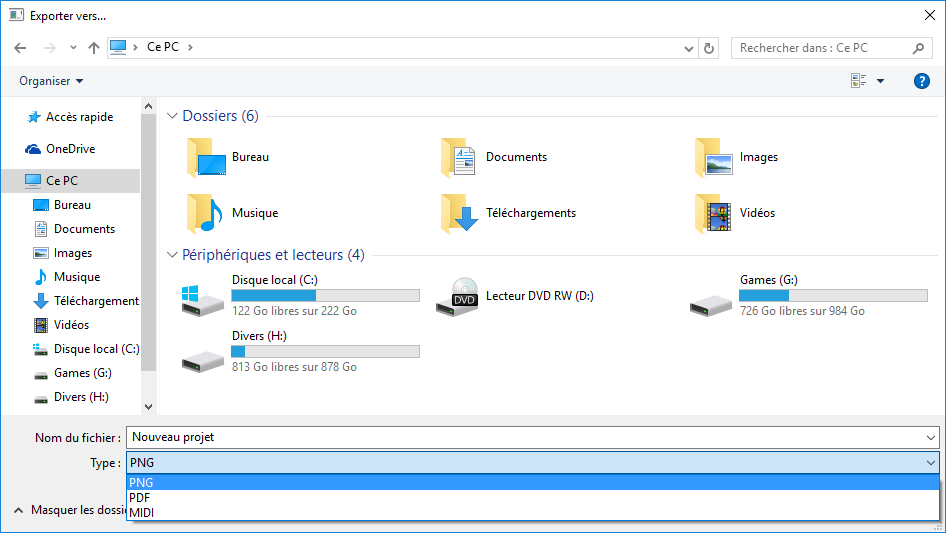 Exporter vers...
Ce PC
Rechercher dans : Ce PC
Organiser
?
Accès rapide
OneDrive
Ce PC
Bureau
Documents
Images
Musique
Téléchargement
Vidéos
Disque local (C:)
Games (G:)
Divers (H:)
Dossiers (6)
Bureau
Documents
Images
Musique
Téléchargements
Vidéos
Périphériques et lecteurs (4)
Disque local (C:)
122 Go libres sur 222 Go
DVD
Lecteur DVD RW (D:)
Games (G:)
726 Go libres sur 984 Go
Divers (H:)
813 Go libres sur 878 Go
Nom du fichier :
Nouveau projet
Type :
PNG
PNG
PDF
MIDI
Masquer les dossie